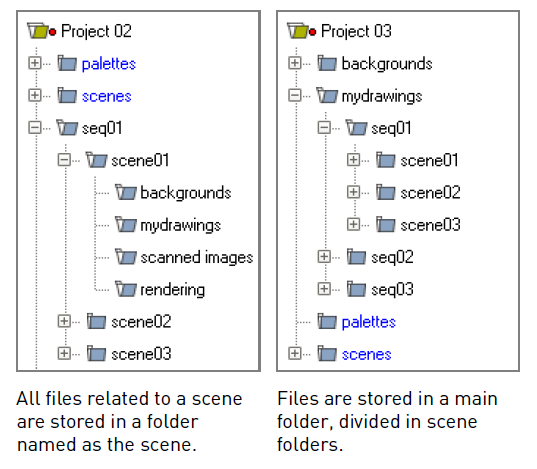 Project 02
palettes
scenes
seq01
scene01
backgrounds
mydrawings
scanned images
rendering
scene02
scene03
All files related to a scene
are stored in a folder
named as the scene.
Project 03
backgrounds
mydrawings
seq01
scene01
scene02
scene03
seq02
seq03
palettes
scenes
Files are stored in a main
folder, divided in scene
folders.